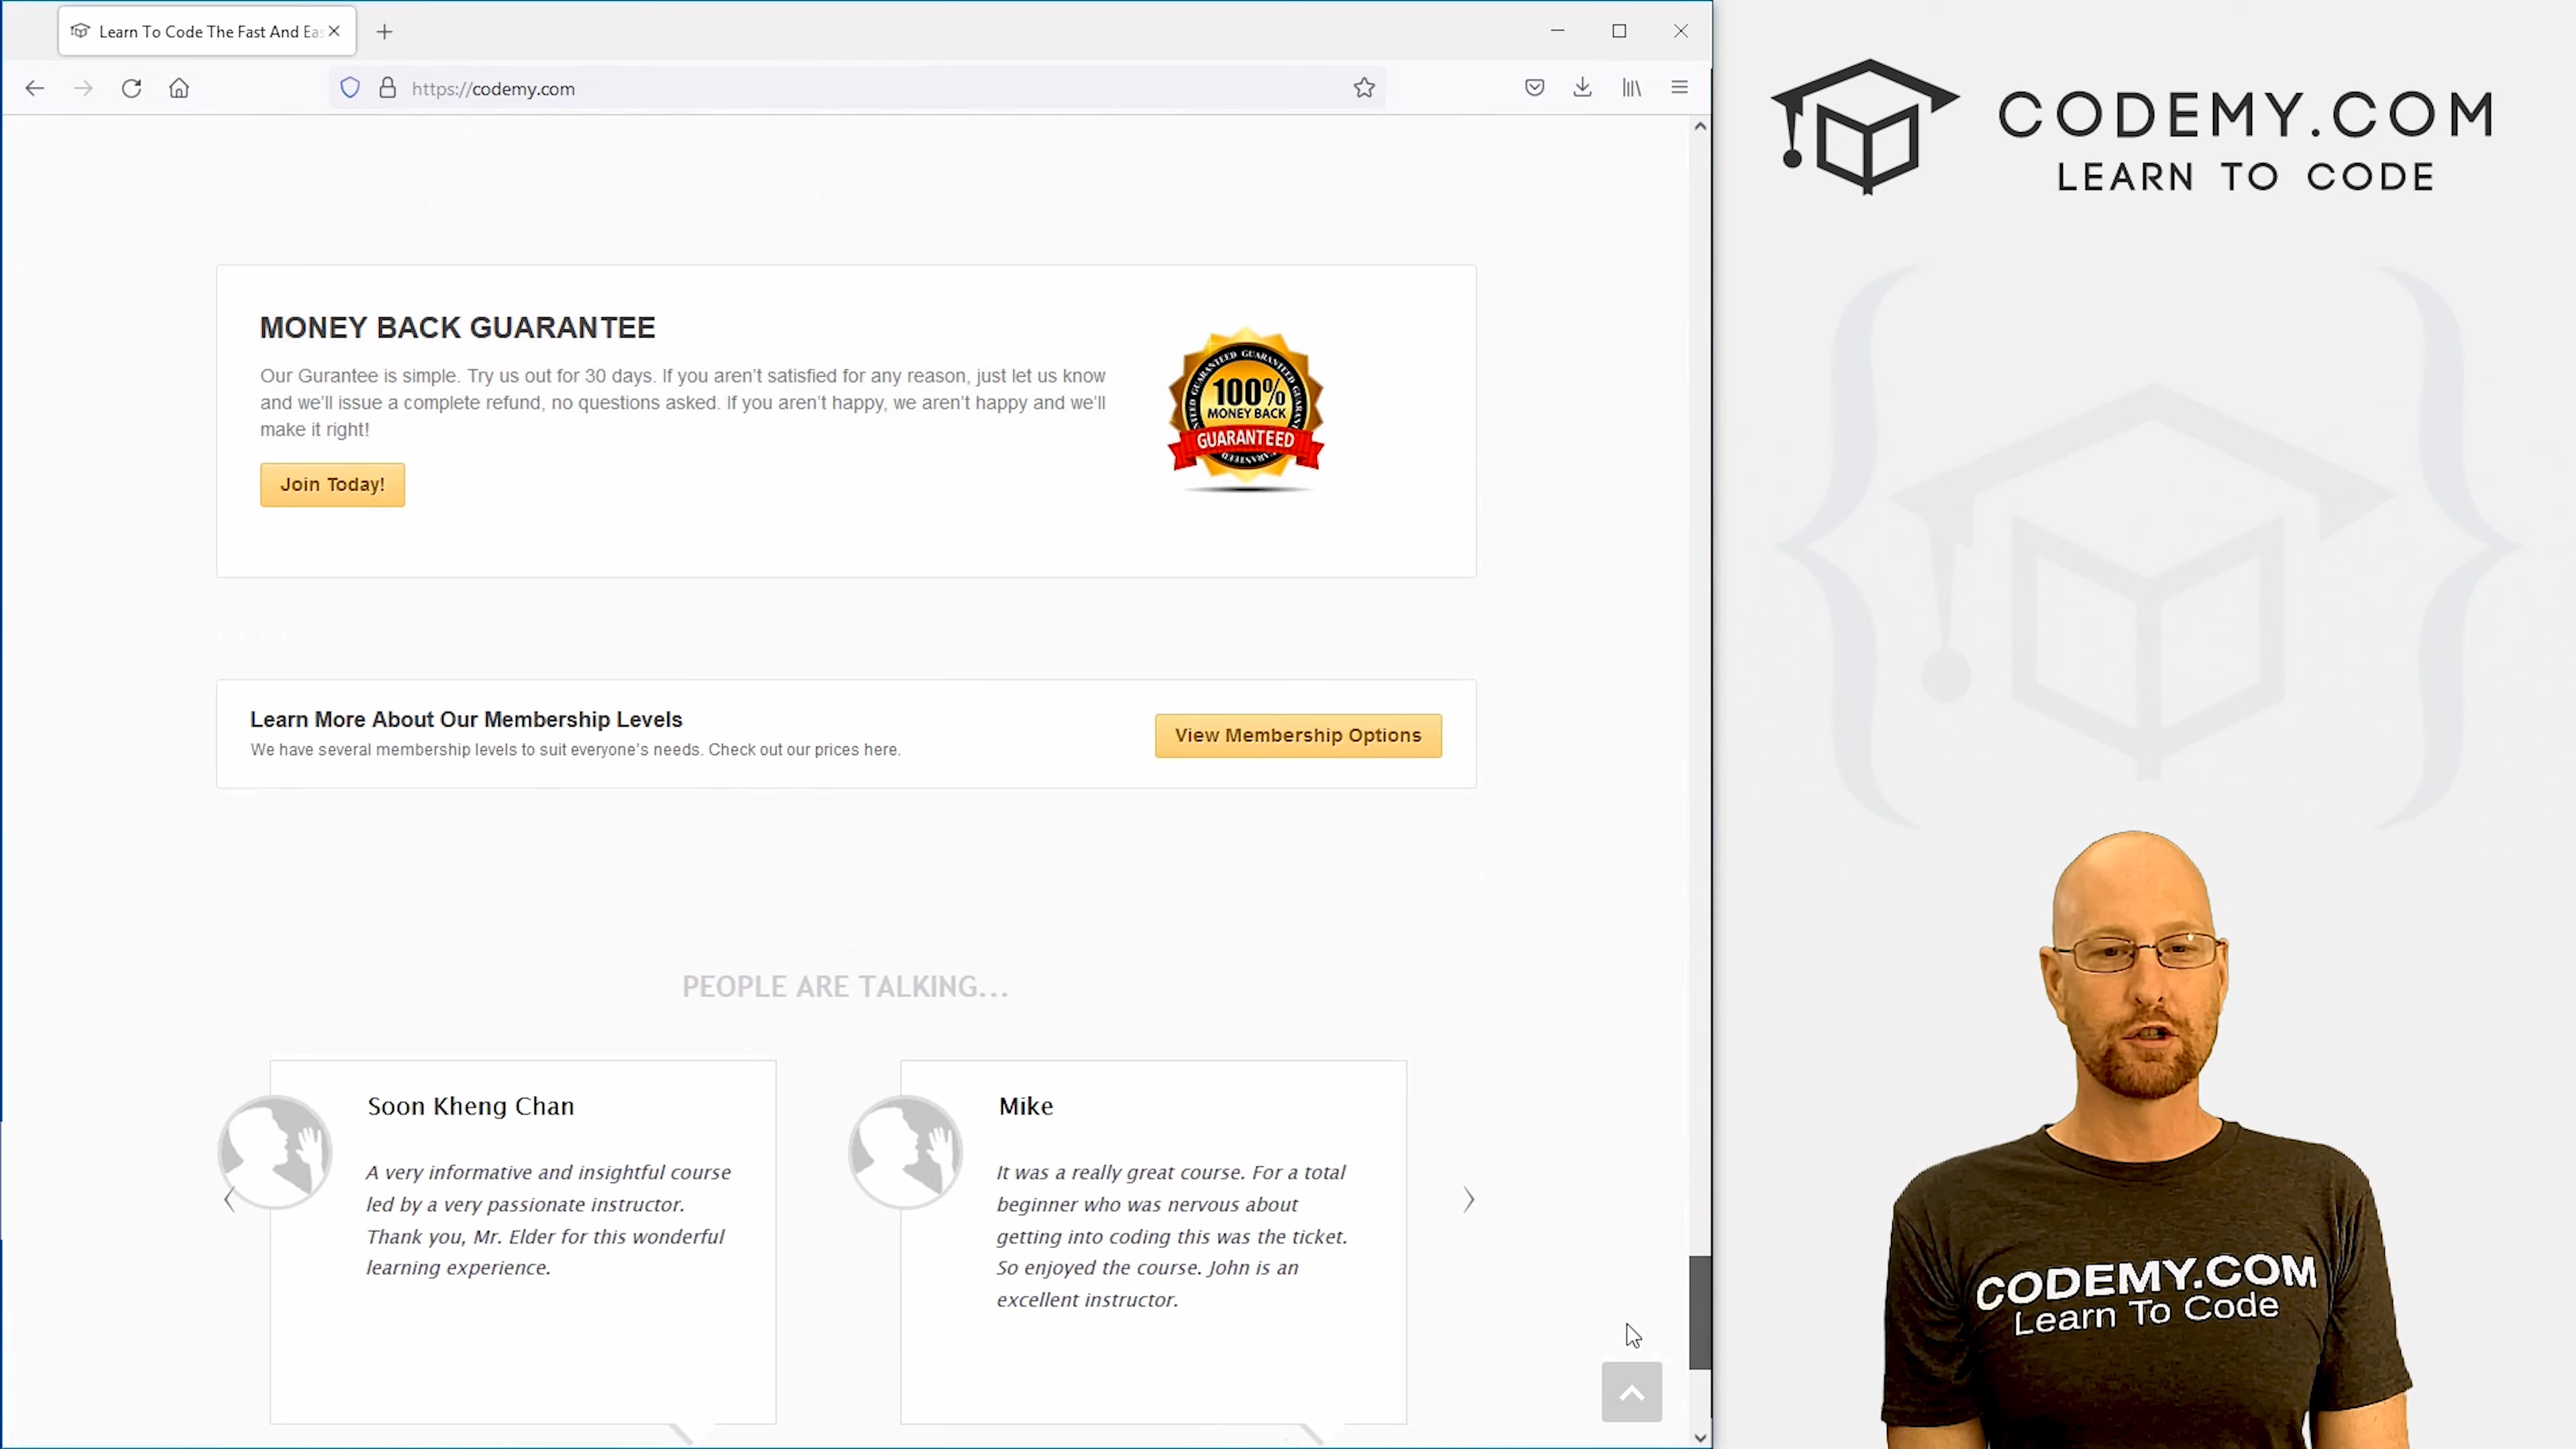 Learn To Code The Fast And Eas
https://codemy.com
CODEMY.COM
LEARN TO CODE
MONEY BACK GUARANTEE
Our Gurantee is simple. Try us out for 30 days. If you aren't satisfied for any reason, just let us know
and we'll issue a complete refund, no questions asked. If you aren't happy, we aren't happy and we'll
make it right!
Join Today!
GUARANTEED GUARANTEED
100%
MONEY BACK
GUARANTEED
Learn More About Our Membership Levels
We have several membership levels to suit everyone's needs. Check out our prices here.
View Membership Options
PEOPLE ARE TALKING...
Soon Kheng Chan
A very informative and insightful course
led by a very passionate instructor.
Thank you, Mr. Elder for this wonderful
learning experience.
Mike
It was a really great course. For a total
beginner who was nervous about
getting into coding this was the ticket.
So enjoyed the course. John is an
excellent instructor.
CODEMY.COM
Learn To Code